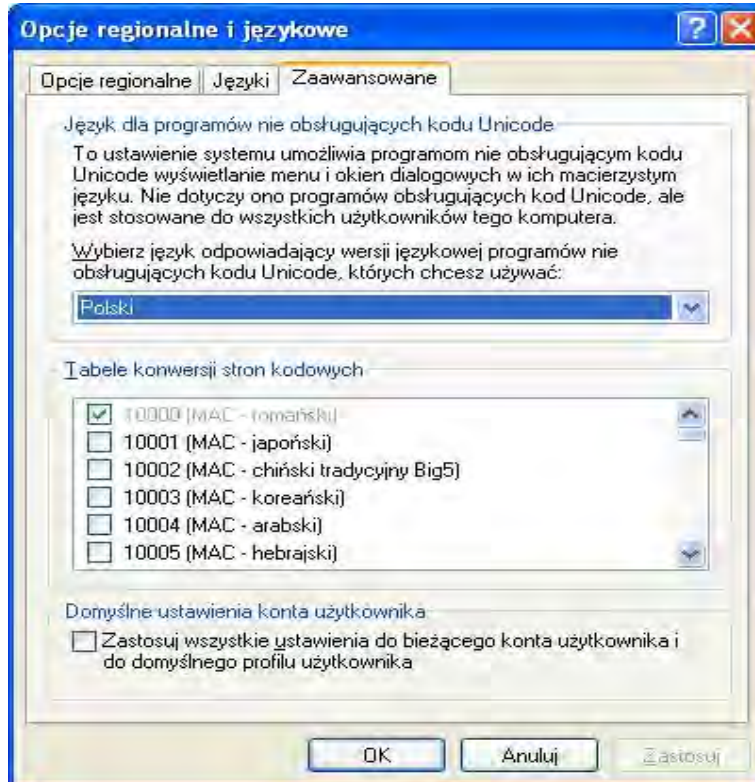 Opcje regionalne i językowe
Opcje regionalne Języki Zaawansowane
Język dla programów nie obsługujących kodu Unicode
To ustawienie systemu umożliwia programom nie obsługującym kodu
Unicode wyświetlanie menu i okien dialogowych w ich macierzystym
języku. Nie dotyczy ono programów obsługujących kod Unicode, ale
jest stosowane do wszystkich użytkowników tego komputera.
Wybierz język odpowiadający wersji językowej programów nie
obsługujących kodu Unicode, których chcesz używać:
Polski
Tabele konwersji stron kodowych
10000 (MAC - romański)
10001 (MAC - japoński)
10002 (MAC - chiński tradycyjny Big5)
10003 (MAC - koreański)
10004 (MAC - arabski)
10005 (MAC - hebrajski)
Domyślne ustawienia konta użytkownika
Zastosuj wszystkie ustawienia do bieżącego konta użytkownika i
do domyślnego profilu użytkownika
OK Anuluj Zastosuj